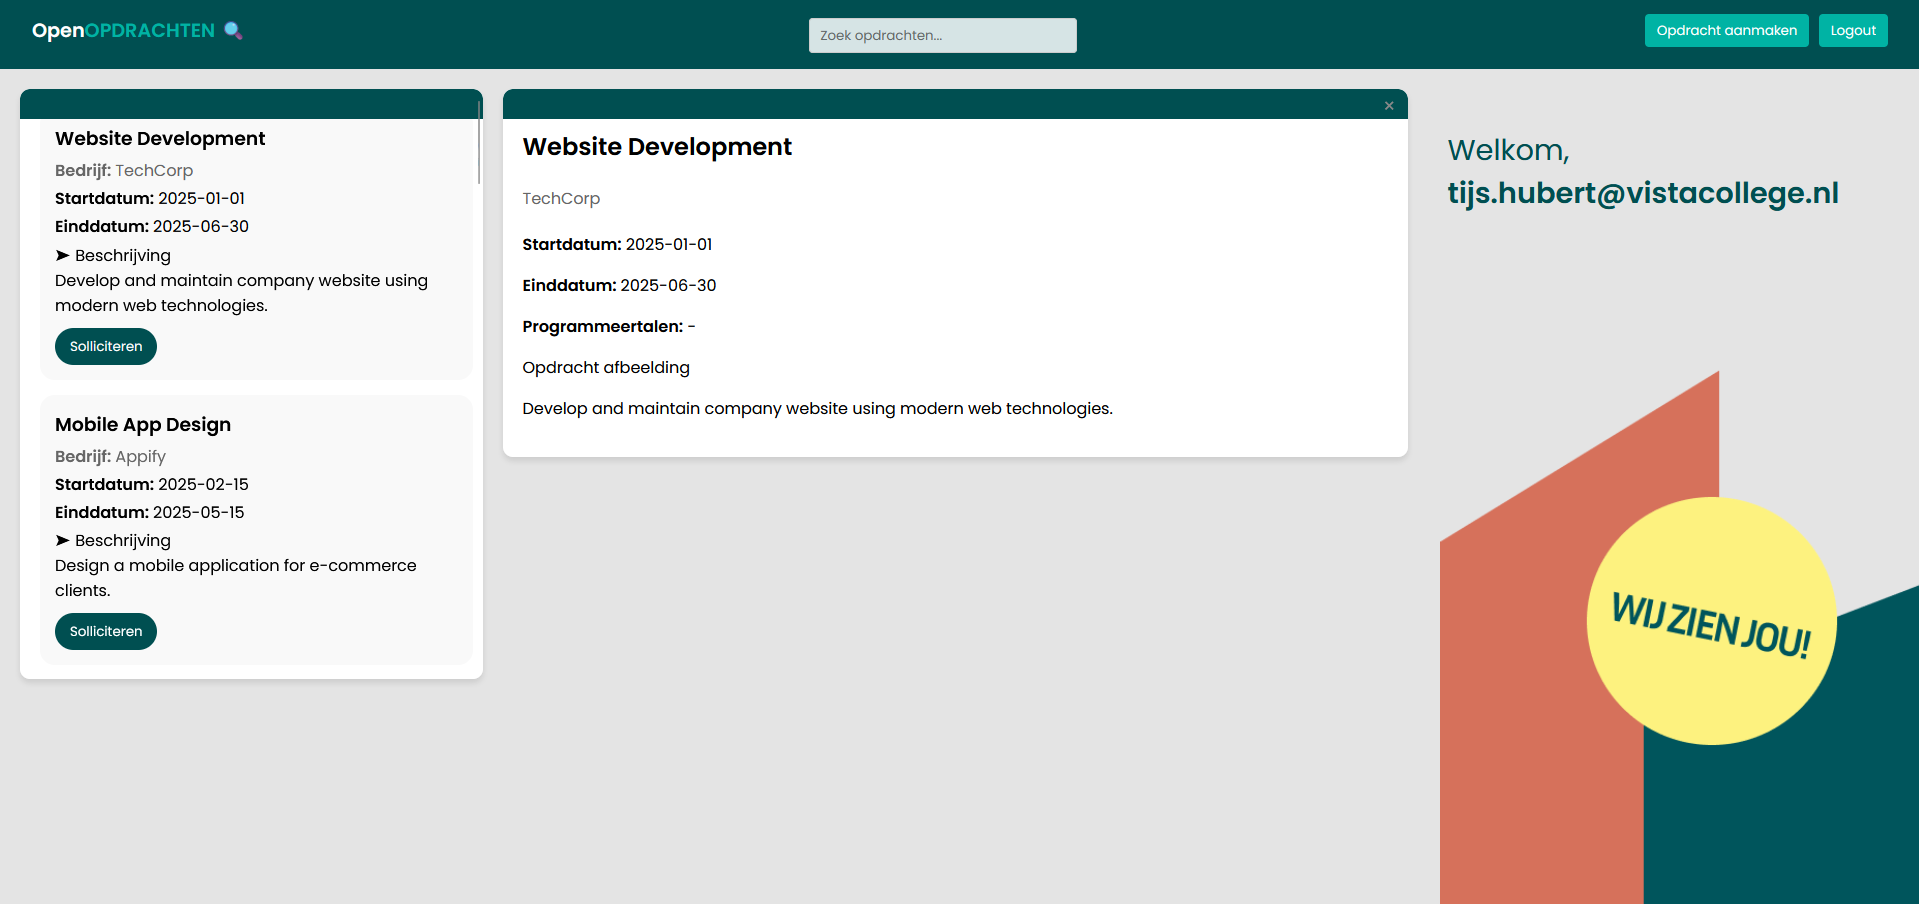 OpenOPDRACHTEN
Zoek opdrachten...
Opdracht aanmaken
Logout
Website Development
Bedrijf: TechCorp
Startdatum: 2025-01-01
Einddatum: 2025-06-30
➤ Beschrijving
Develop and maintain company website using
modern web technologies.
Solliciteren
Mobile App Design
Bedrijf: Appify
Startdatum: 2025-02-15
Einddatum: 2025-05-15
➤ Beschrijving
Design a mobile application for e-commerce
clients.
Solliciteren
×
Website Development
TechCorp
Startdatum: 2025-01-01
Einddatum: 2025-06-30
Programmeertalen: -
Opdracht afbeelding
Develop and maintain company website using modern web technologies.
Welkom,
tijs.hubert@vistacollege.nl
WIJ ZIEN JOU!